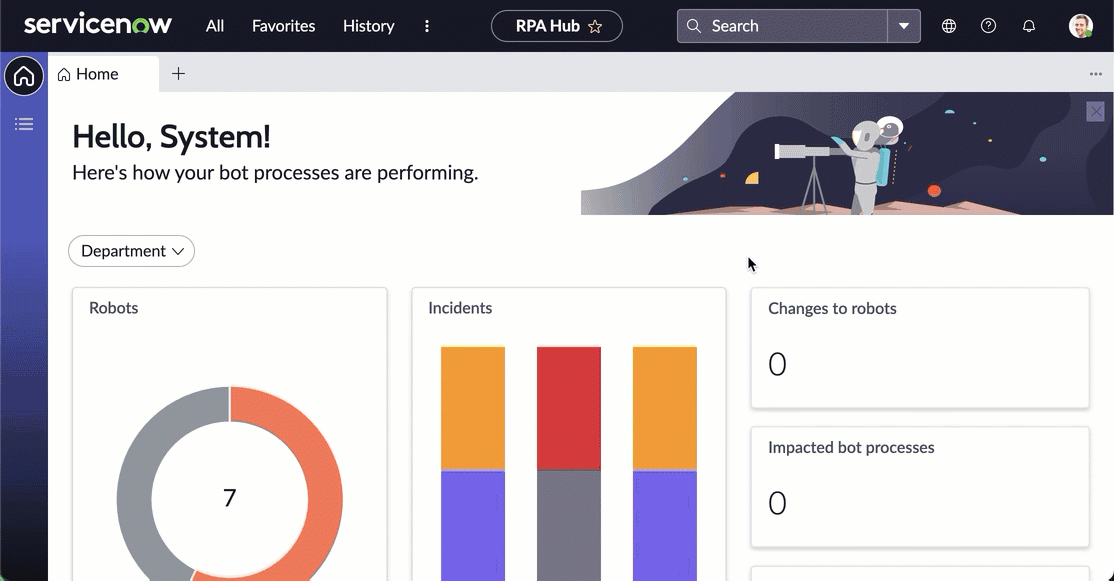 servicenow All Favorites History RPA Hub Search
Home
Hello, System!
Here's how your bot processes are performing.
Department
Robots
Incidents
Changes to robots
0
Impacted bot processes
0
7